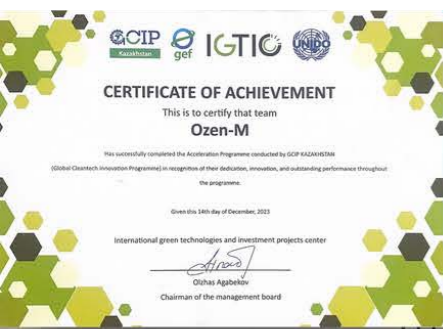 GCIP
Kazakhstan
gef
IGTIC
UNIDO
CERTIFICATE OF ACHIEVEMENT
This is to certify that team
Ozen-M
Has successfully completed the Acceleration Programme conducted by GCIP KAZAKHSTAN
(Global Cleantech Innovation Programme) in recognition of their dedication, innovation, and outstanding performance throughout
the programme.
Given this 14th day of December, 2023
International green technologies and investment projects center
Olzhas Agabekov
Chairman of the management board